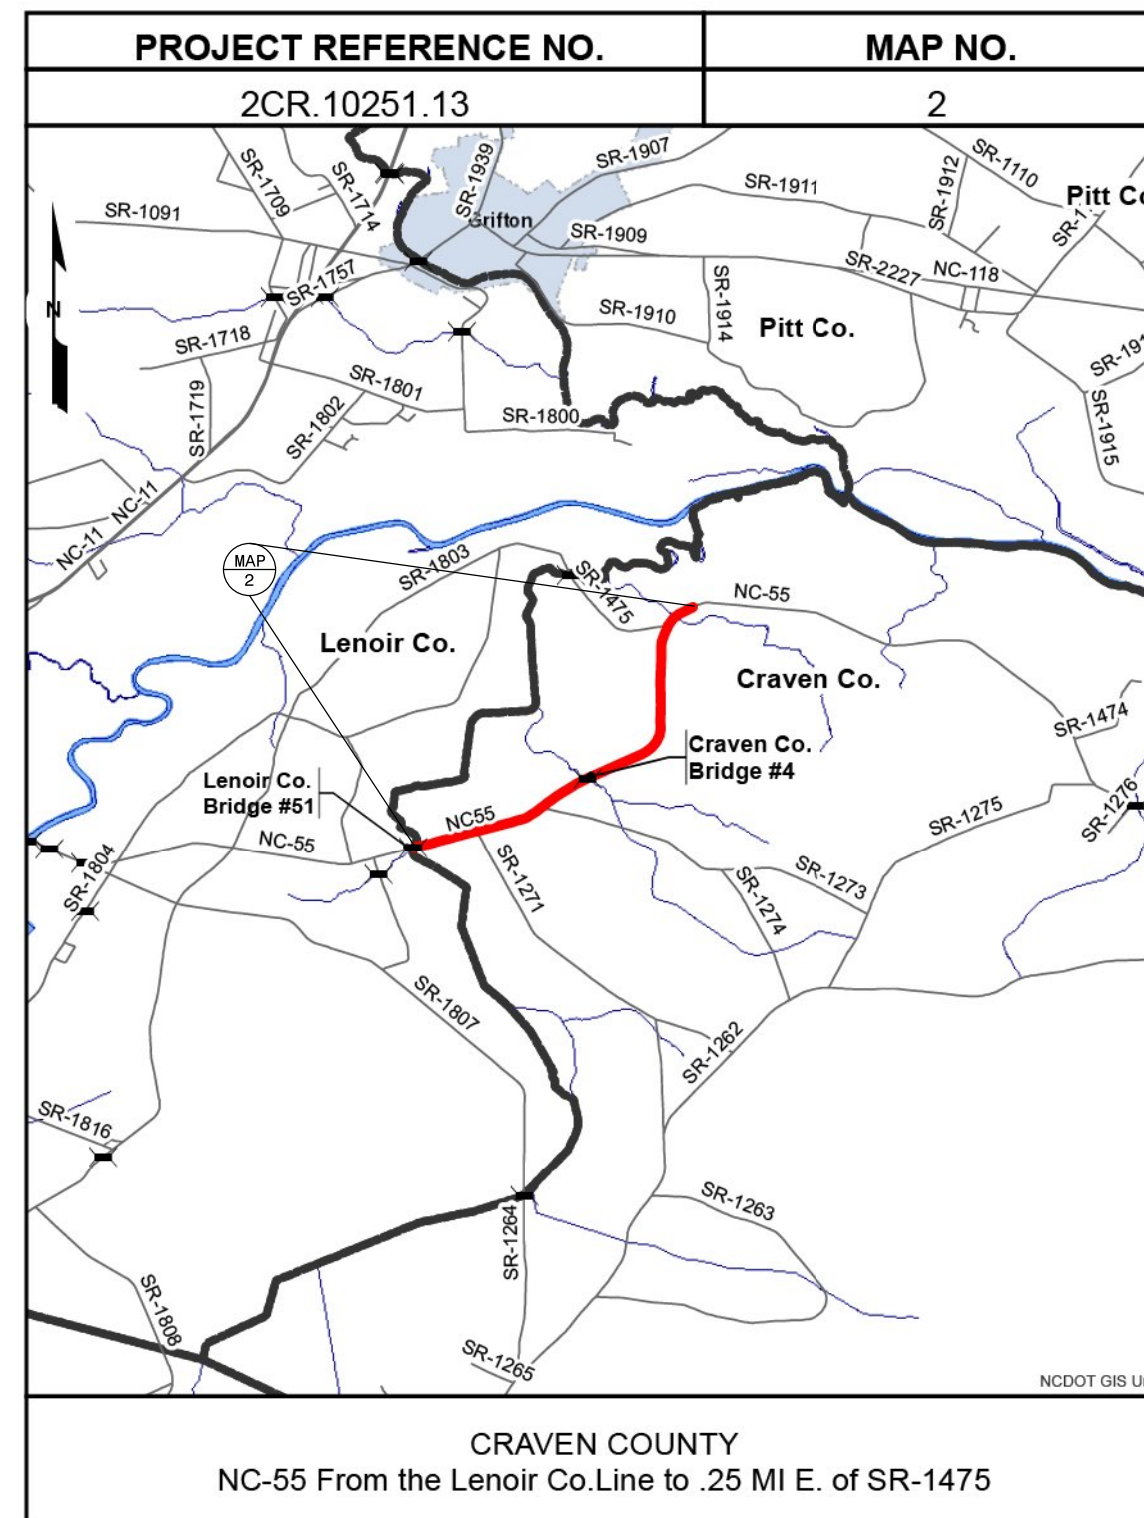 PROJECT REFERENCE NO.
MAP NO.
2CR.10251.13
2
SR-1709
SR-1714
SR-1939
SR-1907
SR-1110
SR-1912
SR-1911
Pitt Co
SR-1091
Grifton
SR-1909
SR-2227
NC-118
SR-1757
N
SR-1910
SR-1914
Pitt Co.
SR-1718
SR-1801
SR-1719
SR-1802
SR-1800
SR-1915
NC-11
NC-11
MAP
2
SR-1803
SR-1475
NC-55
Lenoir Co.
Craven Co.
SR-1474
Craven Co.
Bridge #4
Lenoir Co.
Bridge #51
NC55
NC-55
SR-1275
SR-1276
SR-1804
SR-1271
SR-1273
SR-1274
SR-1807
SR-1262
SR-1816
SR-1263
SR-1264
SR-1808
SR-1265
NCDOT GIS
CRAVEN COUNTY
NC-55 From the Lenoir Co.Line to .25 MI E. of SR-1475